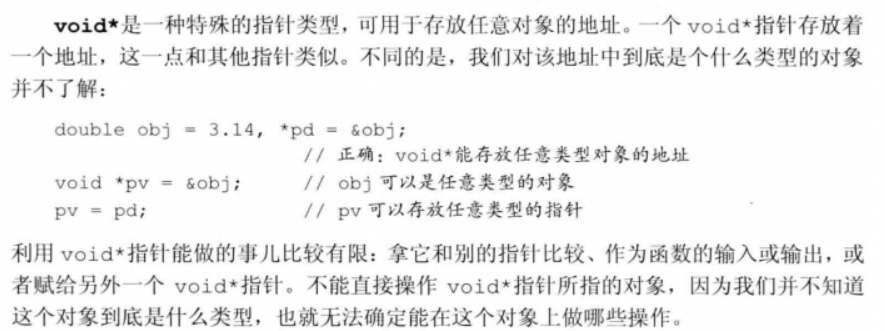 void*是一种特殊的指针类型，可用于存放任意对象的地址。一个 void*指针存放着
一个地址，这一点和其他指针类似。不同的是，我们对该地址中到底是个什么类型的对象
并不了解：
double obj = 3.14, *pd = &obj;
// 正确：void*能存放任意类型对象的地址
void *pv = &obj; // obj 可以是任意类型的对象
pv = pd; // pv 可以存放任意类型的指针
利用 void*指针能做的事儿比较有限：拿它和别的指针比较、作为函数的输入或输出，或
者赋给另外一个 void*指针。不能直接操作 void*指针所指的对象，因为我们并不知道
这个对象到底是什么类型，也就无法确定能在这个对象上做哪些操作。